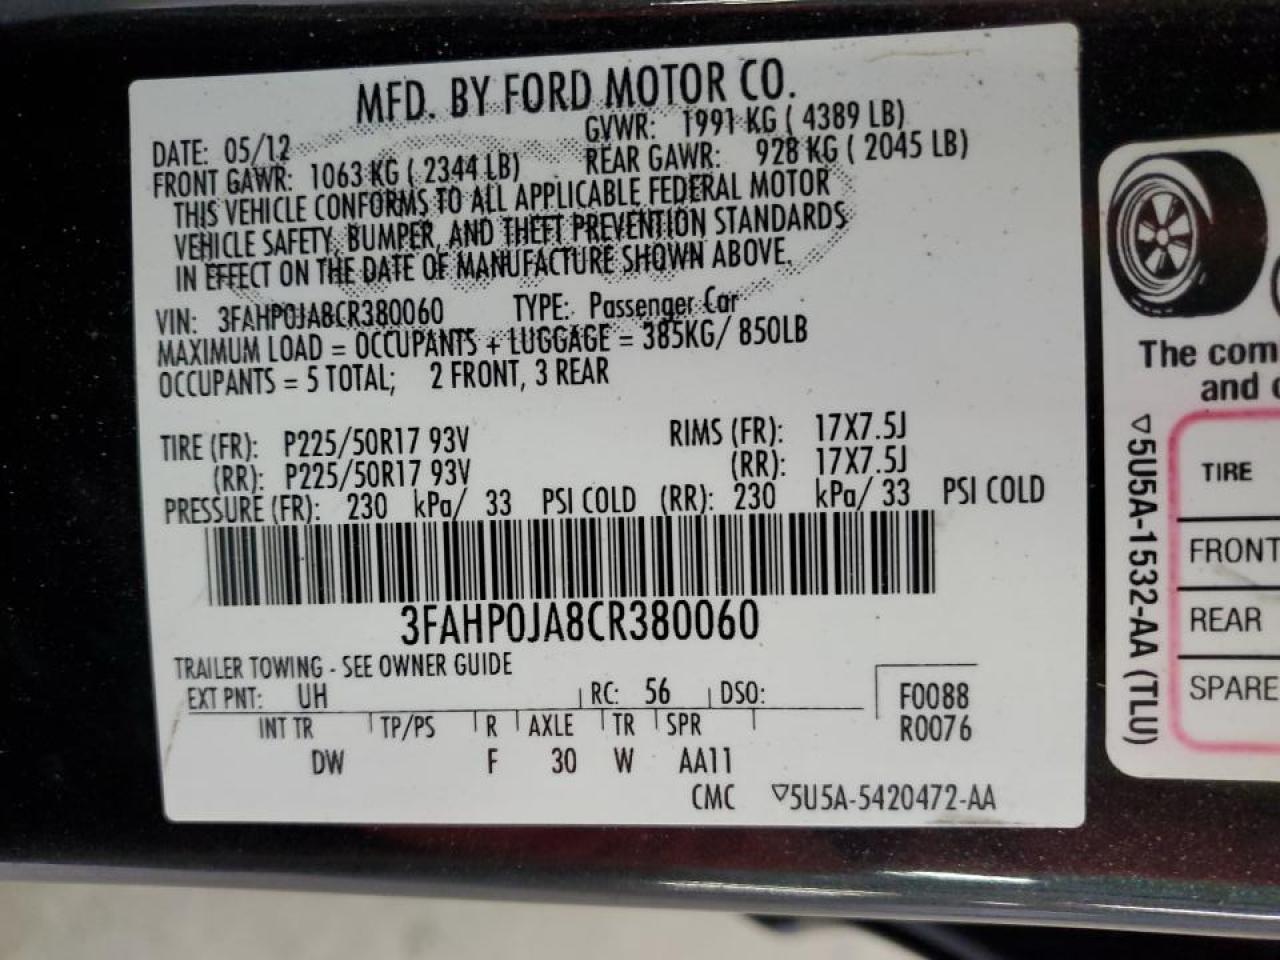 MFD. BY FORD MOTOR CO.
DATE: 05/12 GVWR: 1991 KG ( 4389 LB)
FRONT GAWR: 1063 KG ( 2344 LB) REAR GAWR: 928 KG ( 2045 LB)
THIS VEHICLE CONFORMS TO ALL APPLICABLE FEDERAL MOTOR
VEHICLE SAFETY, BUMPER, AND THEFT PREVENTION STANDARDS
IN EFFECT ON THE DATE OF MANUFACTURE SHOWN ABOVE.
VIN: 3FAHP0JA8CR380060 TYPE: Passenger Car
MAXIMUM LOAD = OCCUPANTS + LUGGAGE = 385KG/ 850LB
OCCUPANTS = 5 TOTAL; 2 FRONT, 3 REAR
TIRE (FR): P225/50R17 93V RIMS (FR): 17X7.5J
(RR): P225/50R17 93V (RR): 17X7.5J
PRESSURE (FR): 230 kPa/ 33 PSI COLD (RR): 230 kPa/ 33 PSI COLD
3FAHP0JA8CR380060
TRAILER TOWING - SEE OWNER GUIDE
EXT PNT: UH RC: 56 DSO: F0088
INT TR TP/PS R AXLE TR SPR R0076
DW F 30 W AA11
CMC ▽5U5A-5420472-AA
The com
and
▽5U5A-1532-AA (TLU)
TIRE
FRONT
REAR
SPARE